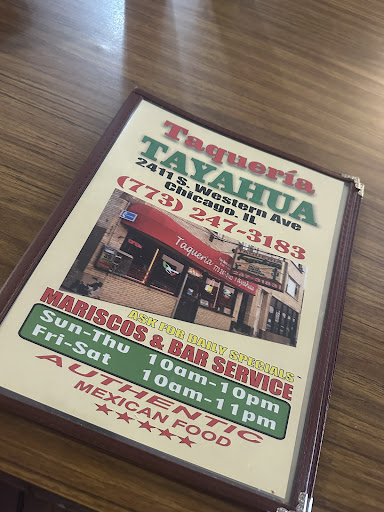 Taquería
TAYAHUA
2411 S. Western Ave
Chicago, IL
(773) 247-3183
Taqueria
ASK FOR DAILY SPECIALS
MARISCOS & BAR SERVICE
Sun-Thu 10am-10pm
Fri-Sat 10am-11pm
AUTHENTIC
MEXICAN FOOD